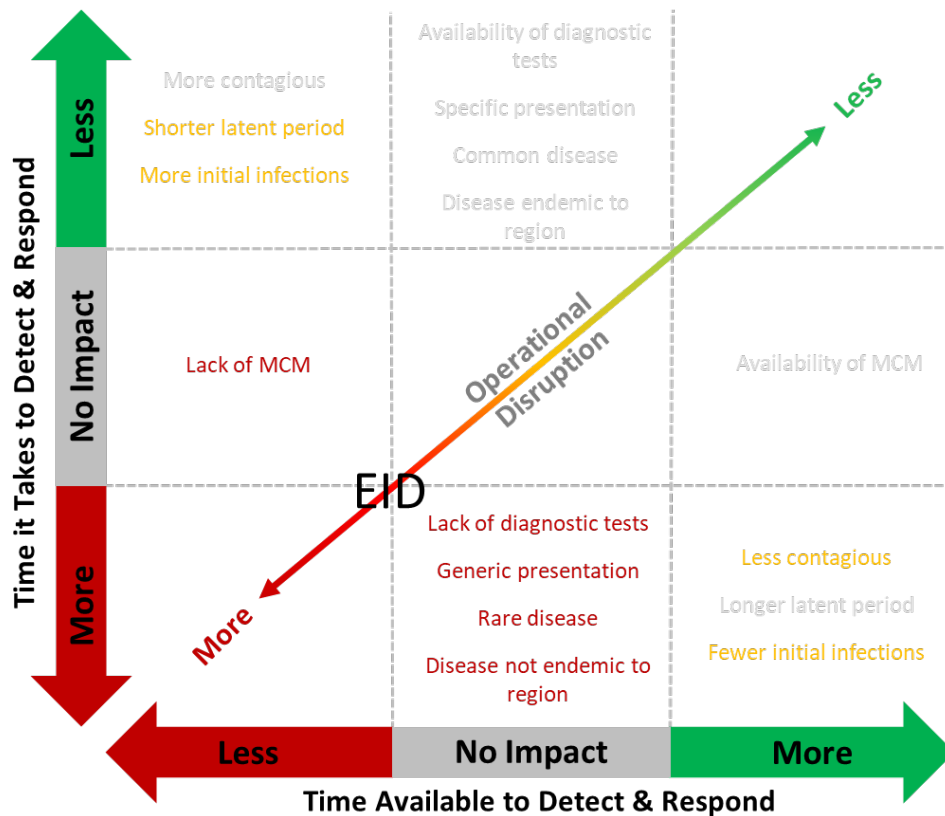 Time it Takes to Detect & Respond
Less
No Impact
More
More contagious
Shorter latent period
More initial infections
Availability of diagnostic
tests
Specific presentation
Common disease
Disease endemic to
region
Less
Lack of MCM
Operational
Disruption
Availability of MCM
EID
More
Lack of diagnostic tests
Generic presentation
Rare disease
Disease not endemic to
region
Less contagious
Longer latent period
Fewer initial infections
Less
No Impact
More
Time Available to Detect & Respond